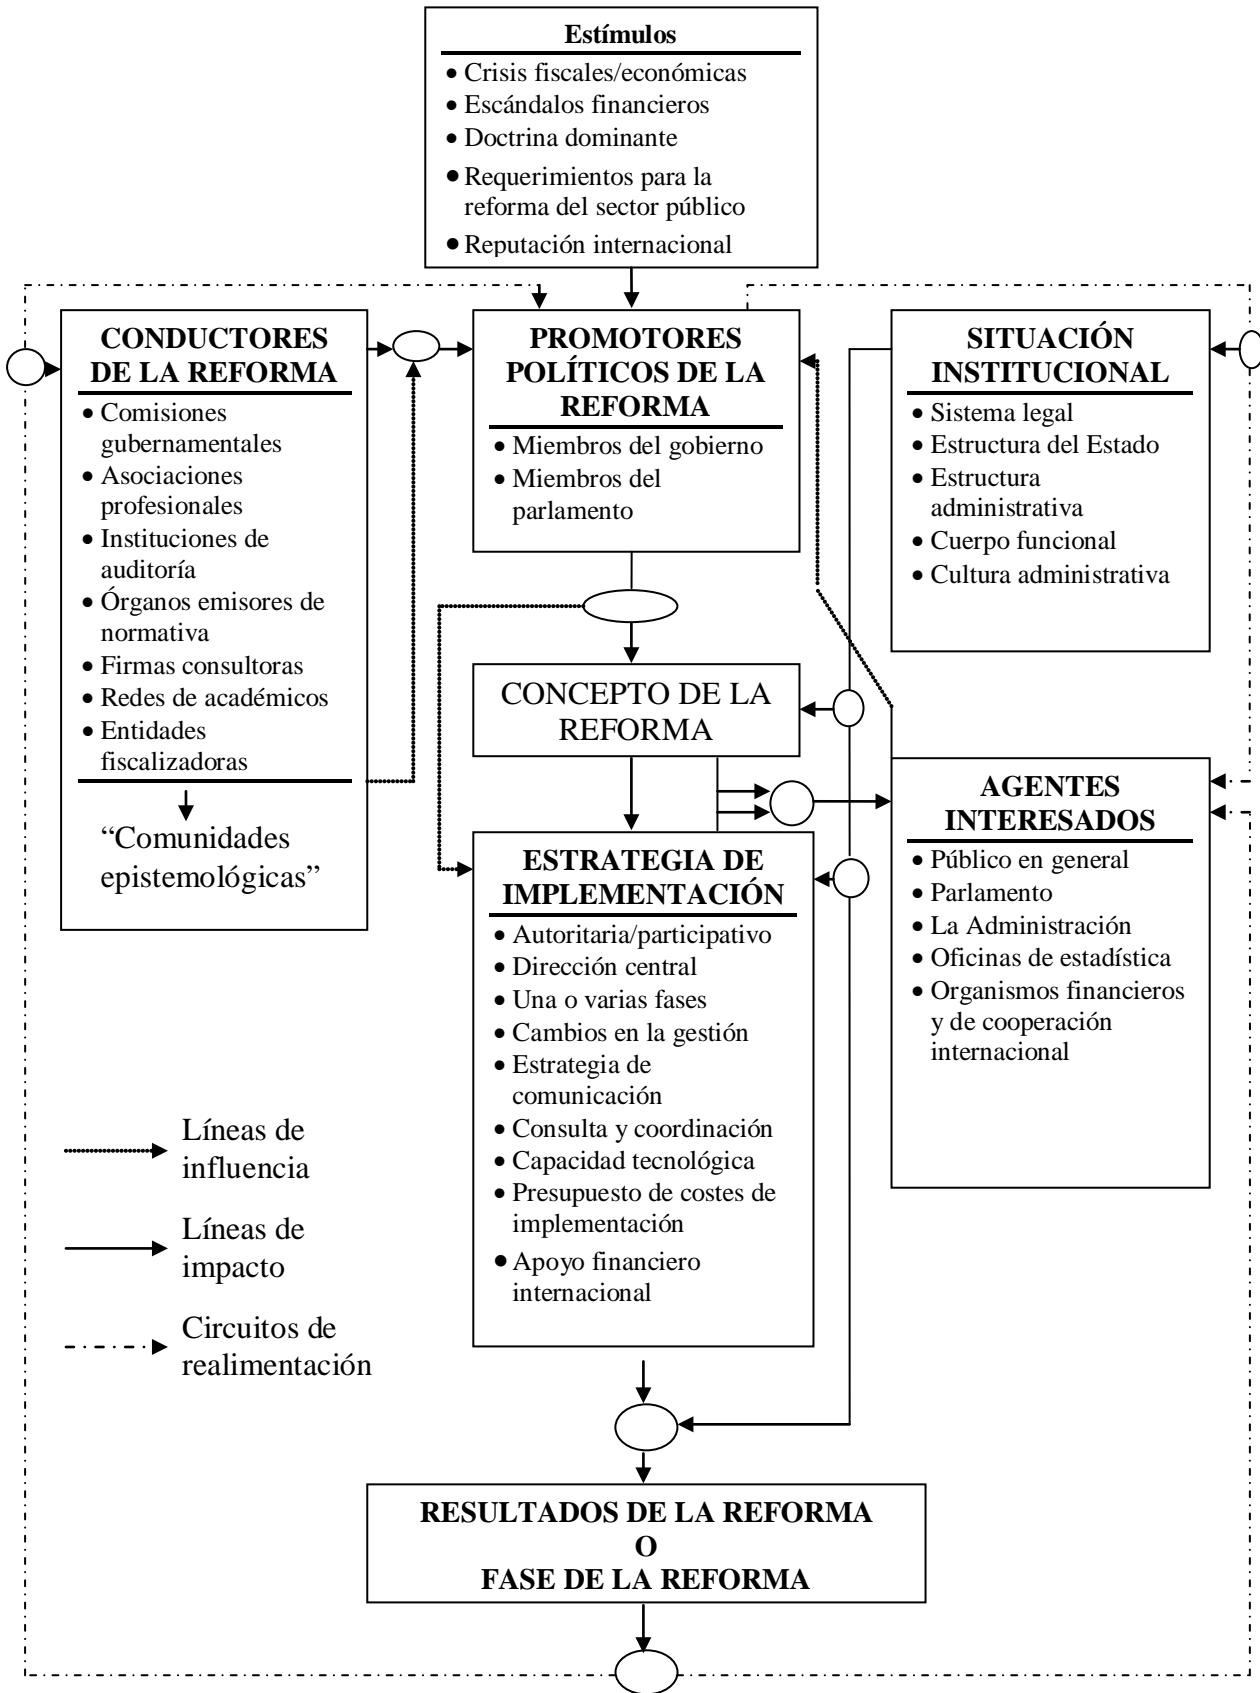 Estímulos
• Crisis fiscales/económicas
• Escándalos financieros
• Doctrina dominante
• Requerimientos para la
reforma del sector público
• Reputación internacional
CONDUCTORES
DE LA REFORMA
• Comisiones
gubernamentales
• Asociaciones
profesionales
• Instituciones de
auditoría
• Órganos emisores de
normativa
• Firmas consultoras
• Redes de académicos
• Entidades
fiscalizadoras
“Comunidades
epistemológicas”
PROMOTORES
POLÍTICOS DE LA
REFORMA
• Miembros del gobierno
• Miembros del
parlamento
SITUACIÓN
INSTITUCIONAL
• Sistema legal
• Estructura del Estado
• Estructura
administrativa
• Cuerpo funcional
• Cultura administrativa
CONCEPTO DE LA
REFORMA
AGENTES
INTERESADOS
• Público en general
• Parlamento
• La Administración
• Oficinas de estadística
• Organismos financieros
y de cooperación
internacional
ESTRATEGIA DE
IMPLEMENTACIÓN
• Autoritaria/participativo
• Dirección central
• Una o varias fases
• Cambios en la gestión
• Estrategia de
comunicación
• Consulta y coordinación
• Capacidad tecnológica
• Presupuesto de costes de
implementación
• Apoyo financiero
internacional
Líneas de
influencia
Líneas de
impacto
Circuitos de
realimentación
RESULTADOS DE LA REFORMA
O
FASE DE LA REFORMA